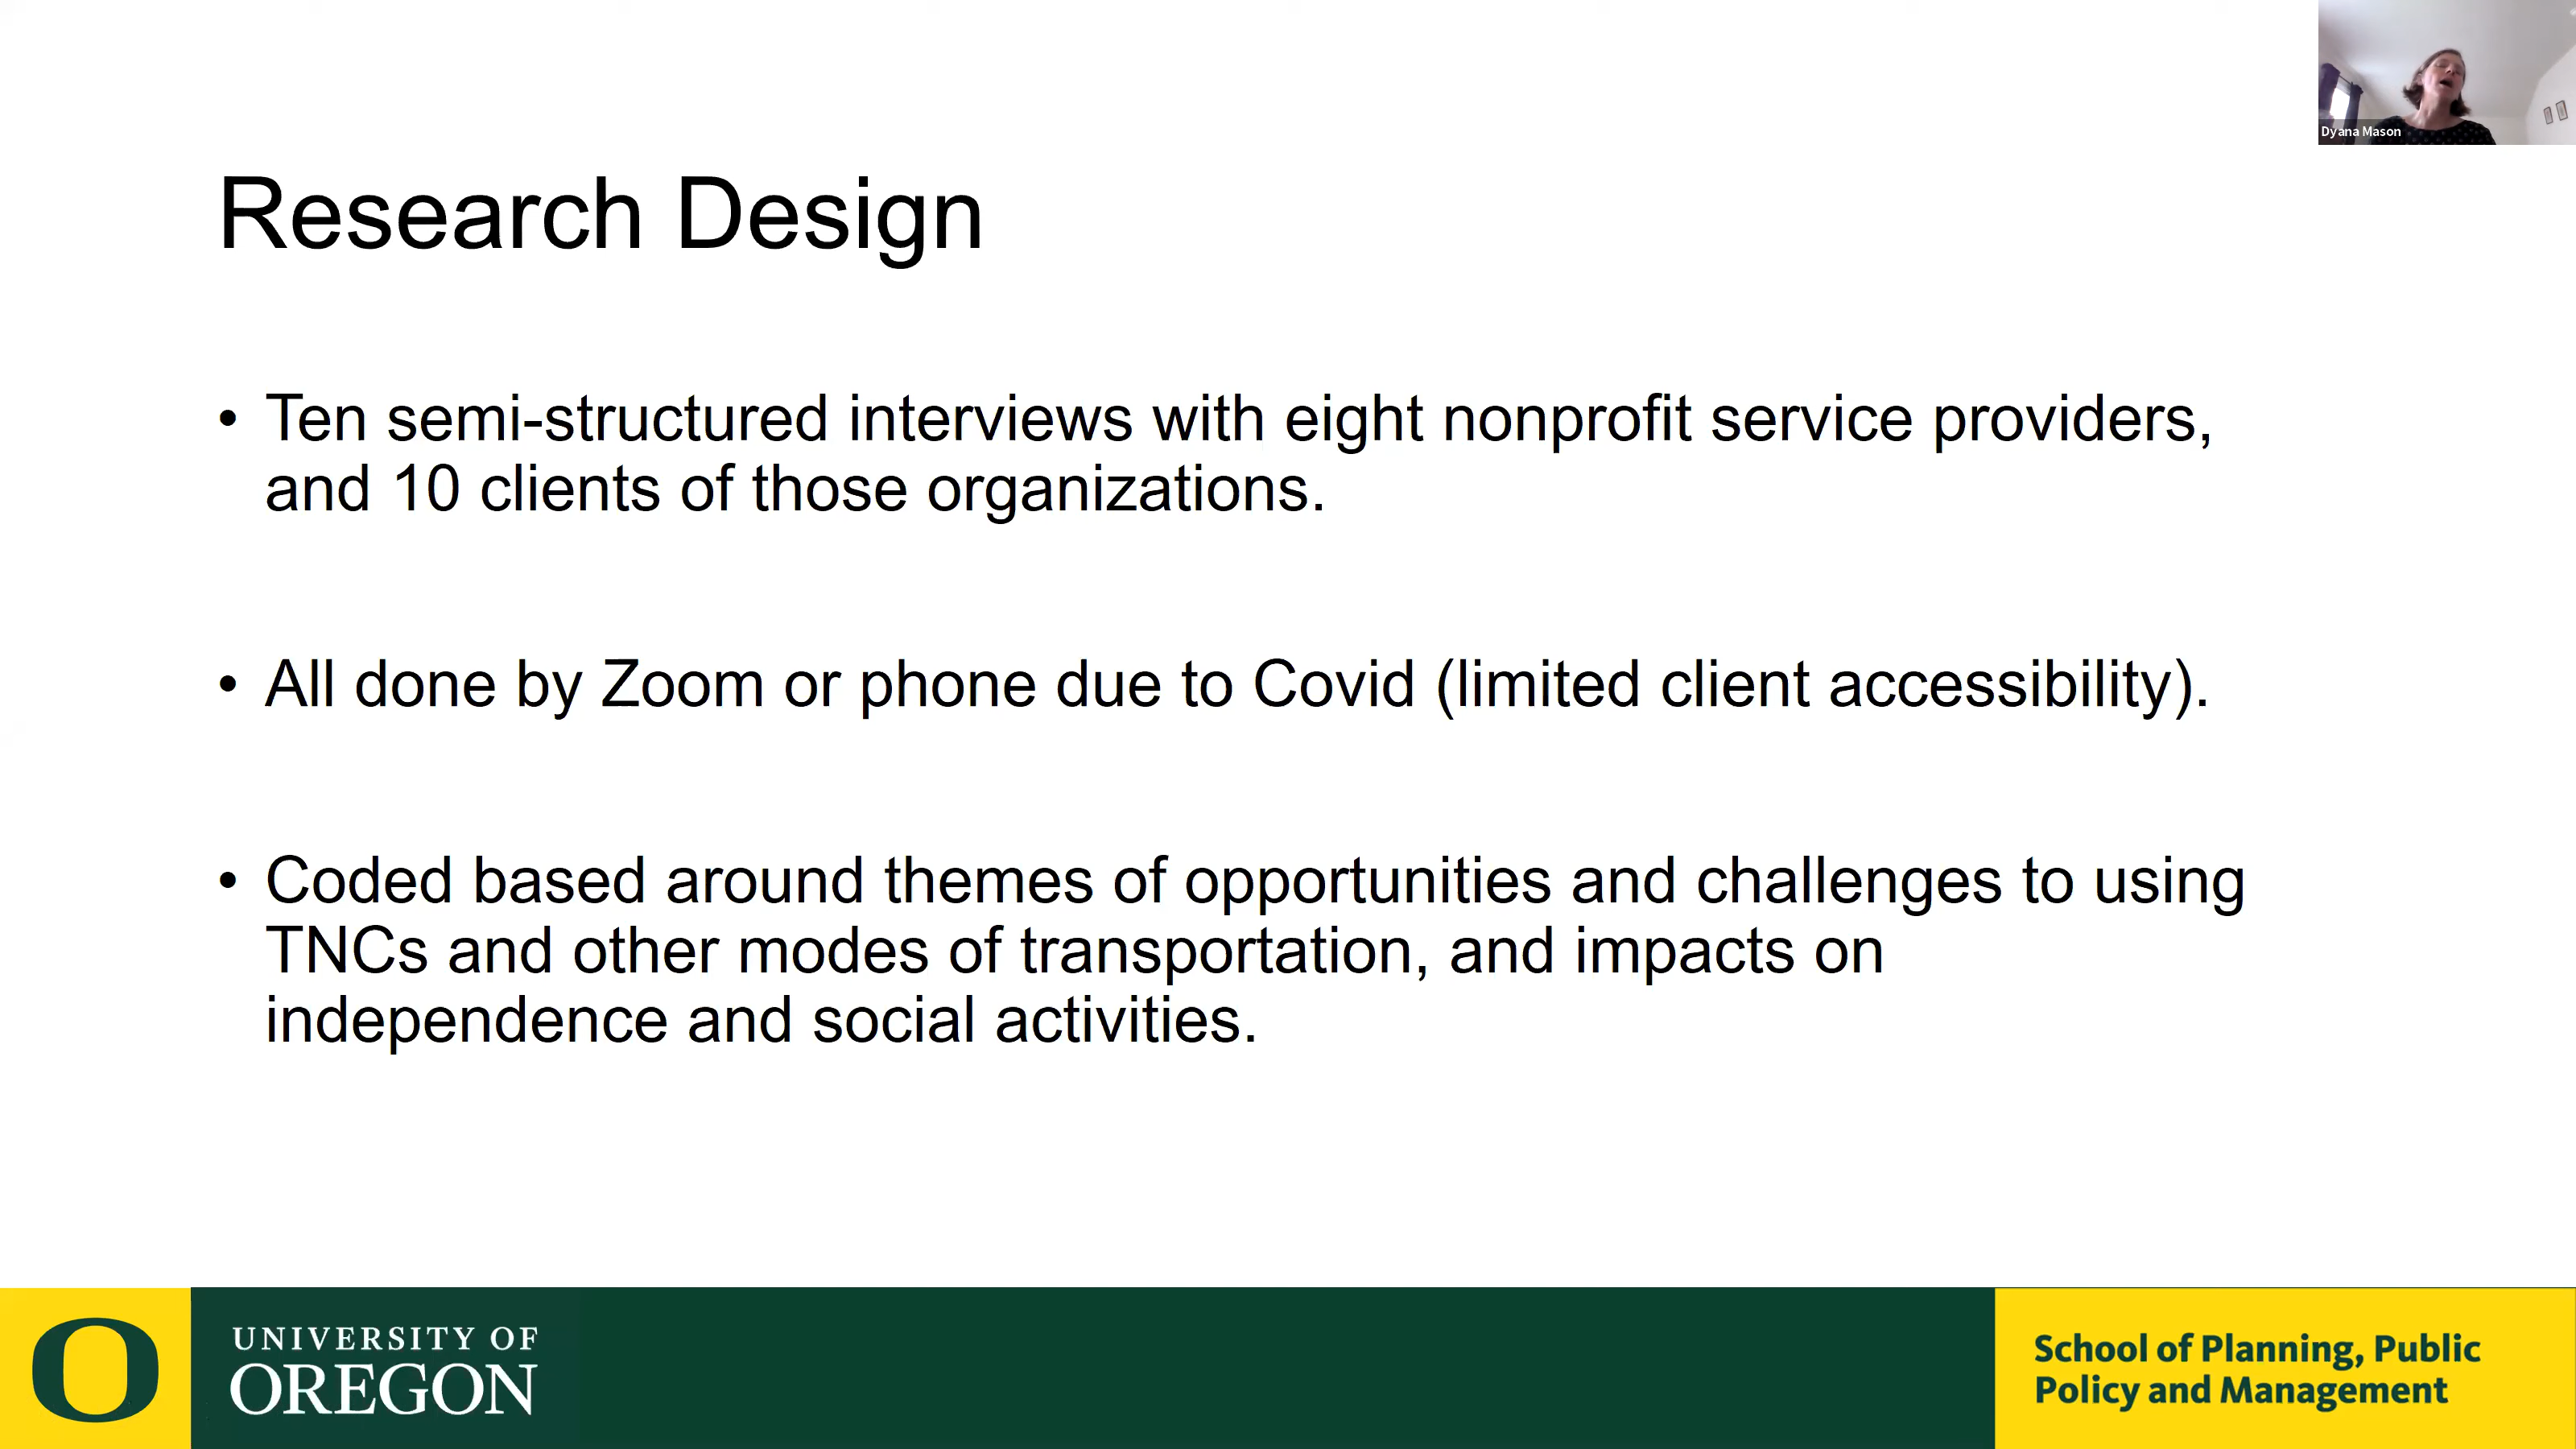 Dyana Mason
Research Design
• Ten semi-structured interviews with eight nonprofit service providers,
and 10 clients of those organizations.
• All done by Zoom or phone due to Covid (limited client accessibility).
• Coded based around themes of opportunities and challenges to using
TNCs and other modes of transportation, and impacts on
independence and social activities.
O
UNIVERSITY OF
OREGON
School of Planning, Public
Policy and Management